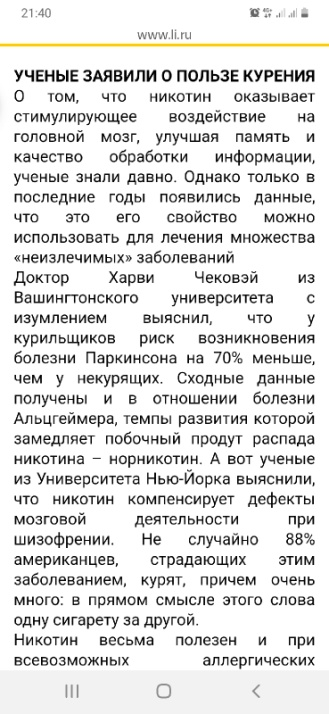 21:40
www.li.ru
УЧЕНЫЕ ЗАЯВИЛИ О ПОЛЬЗЕ КУРЕНИЯ
О том, что никотин оказывает
стимулирующее воздействие на
головной мозг, улучшая память и
качество обработки информации,
ученые знали давно. Однако только в
последние годы появились данные,
что это его свойство можно
использовать для лечения множества
«неизлечимых» заболеваний
Доктор Харви Чековэй из
Вашингтонского университета с
изумлением выяснил, что у
курильщиков риск возникновения
болезни Паркинсона на 70% меньше,
чем у некурящих. Сходные данные
получены и в отношении болезни
Альцгеймера, темпы развития которой
замедляет побочный продут распада
никотина – норникотин. А вот ученые
из Университета Нью-Йорка выяснили,
что никотин компенсирует дефекты
мозговой деятельности при
шизофрении. Не случайно 88%
американцев, страдающих этим
заболеванием, курят, причем очень
много: в прямом смысле этого слова
одну сигарету за другой.
Никотин весьма полезен и при
всевозможных аллергических